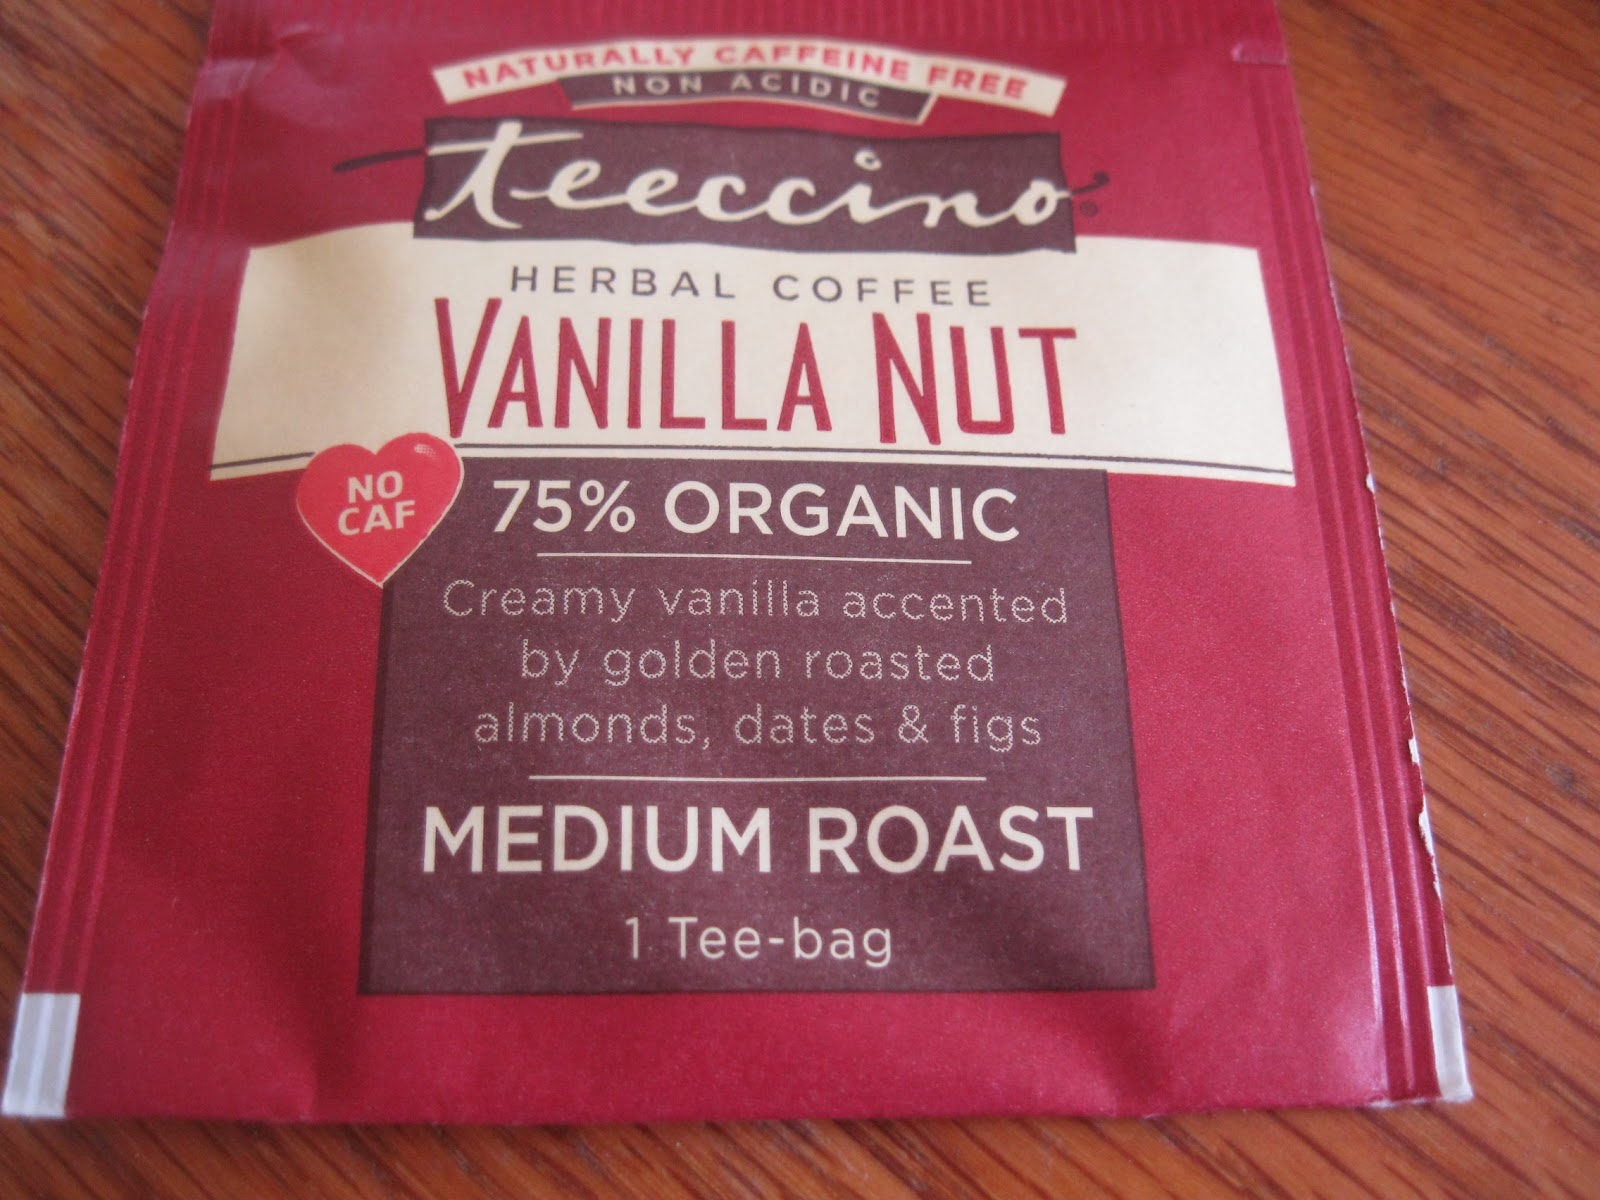 NATURALLY CAFFEINE FREE
NON ACIDIC
teeccino®
HERBAL COFFEE
VANILLA NUT
NO
CAF
75% ORGANIC
Creamy vanilla accented
by golden roasted
almonds, dates & figs
MEDIUM ROAST
1 Tee-bag